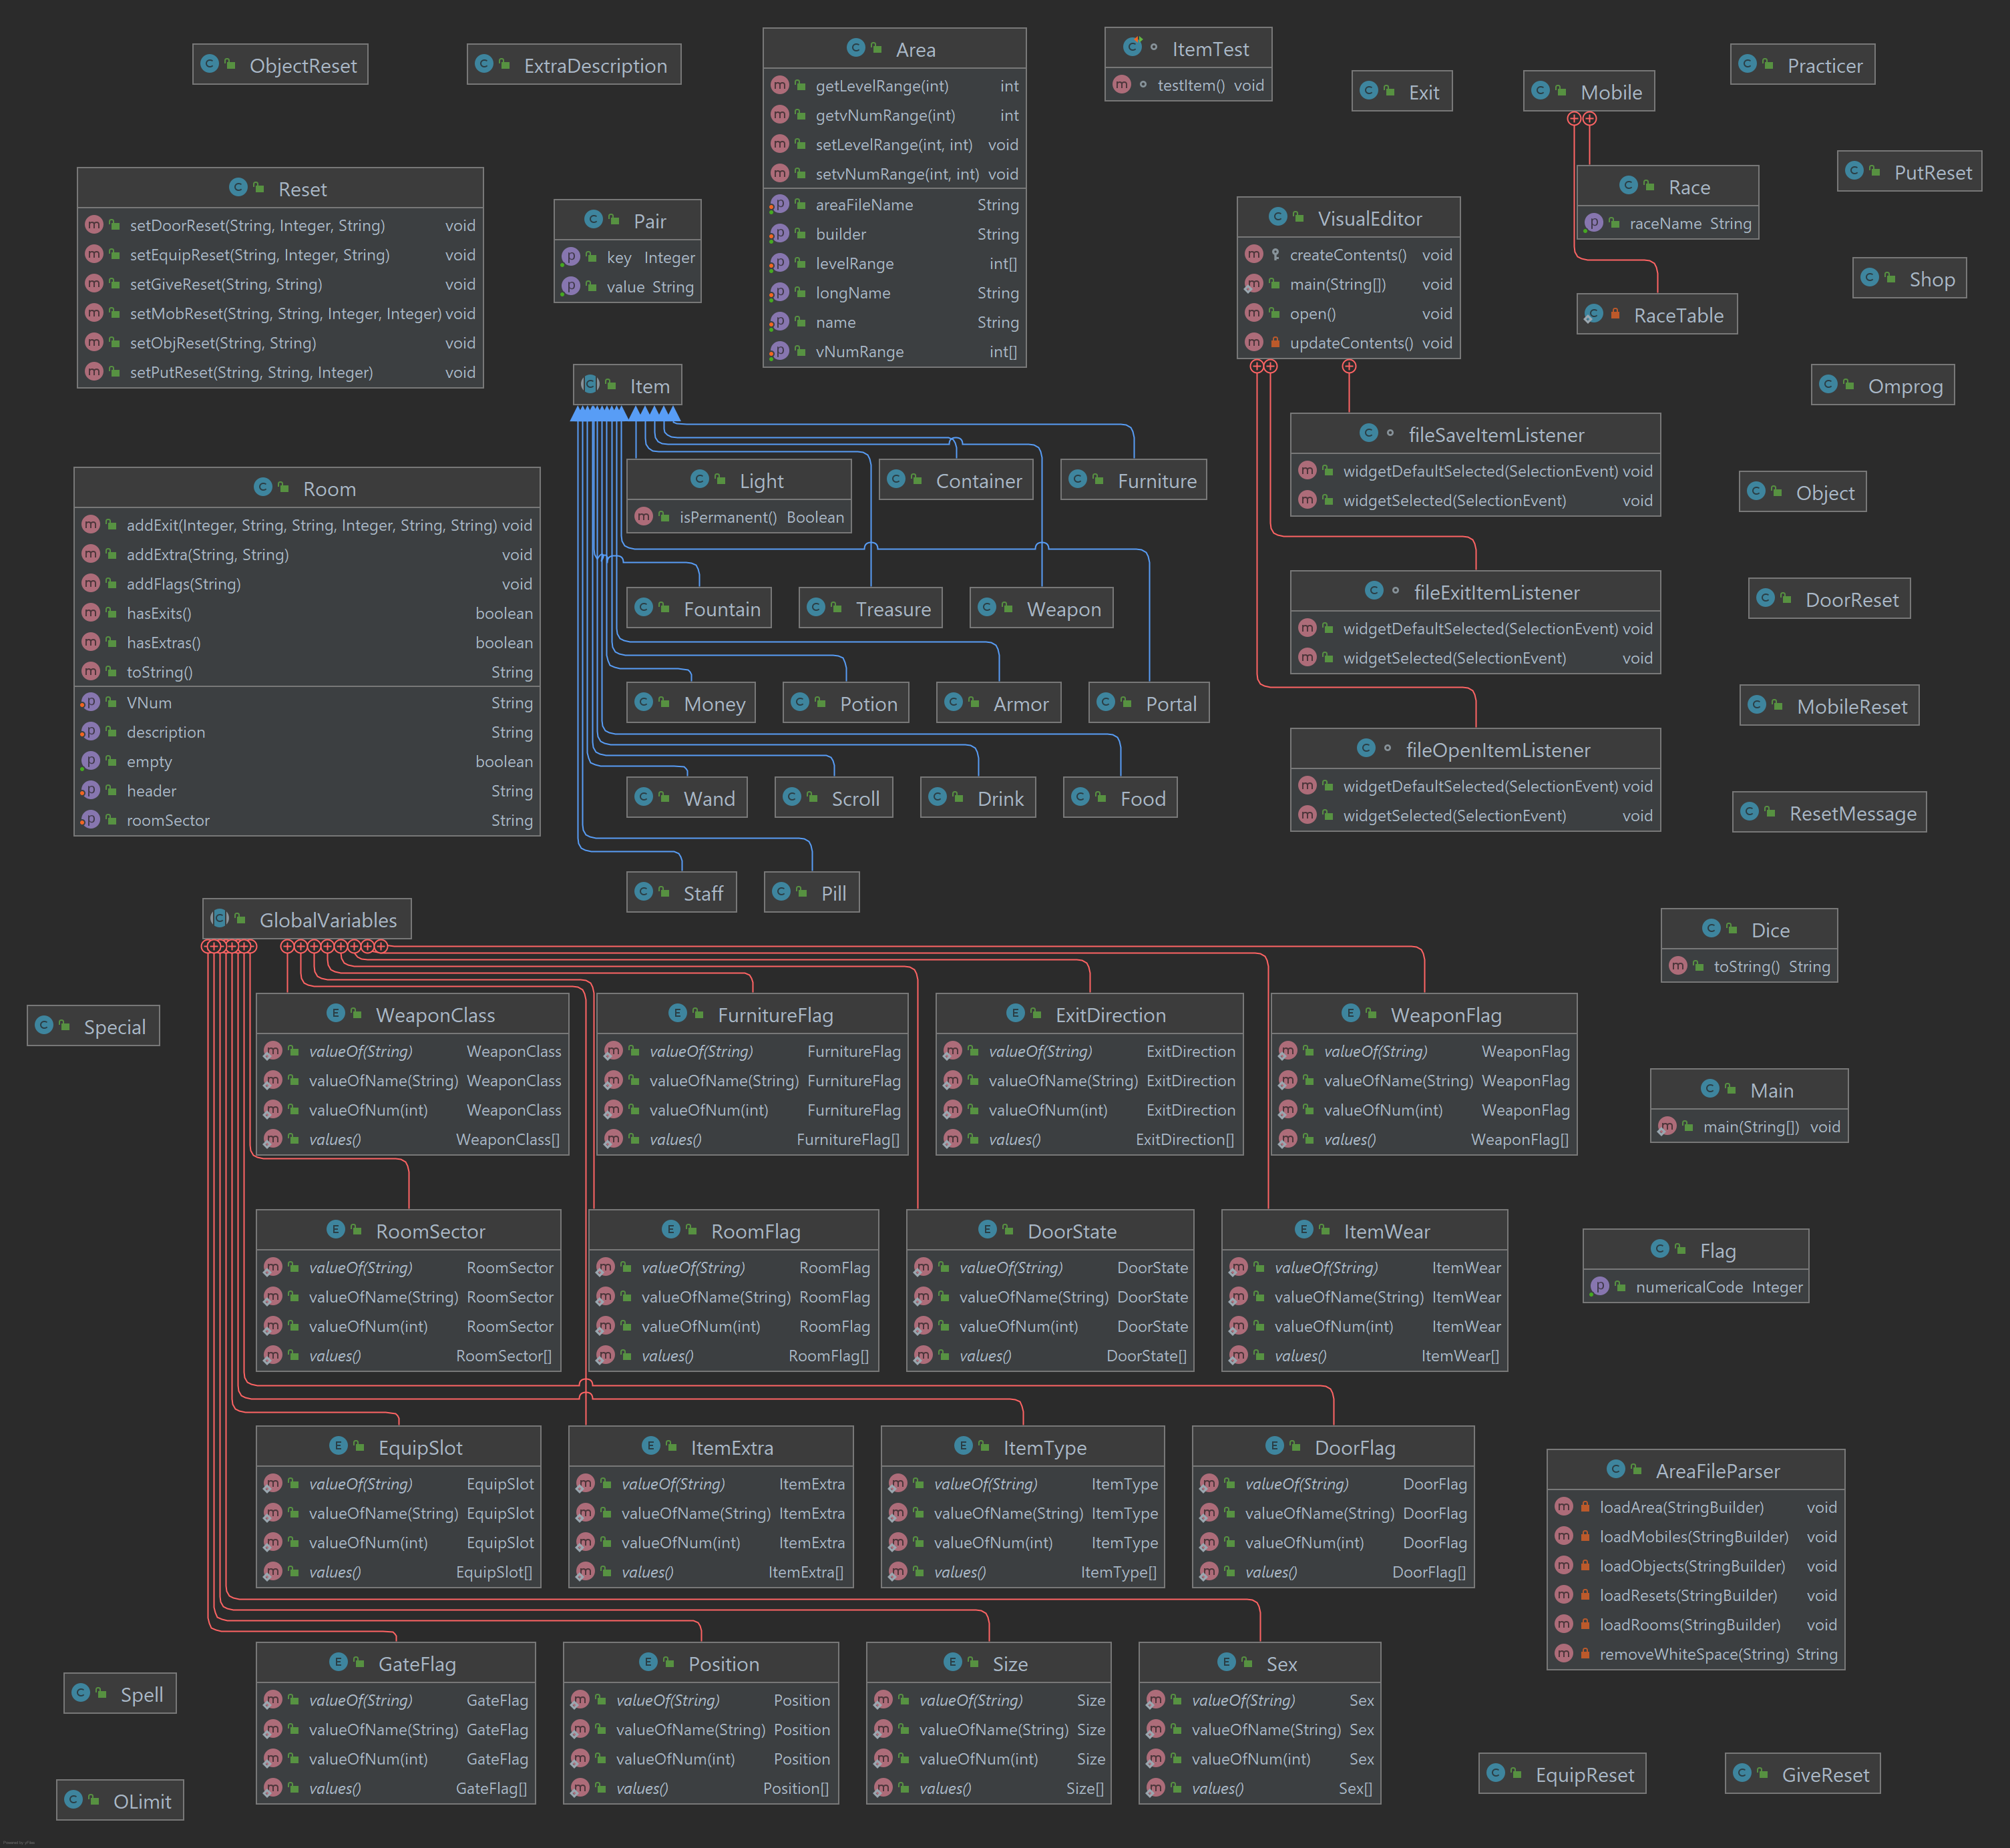 ObjectReset
ExtraDescription
Area
getLevelRange(int) int
getvNumRange(int) int
setLevelRange(int, int) void
setvNumRange(int, int) void
areaFileName String
builder String
levelRange int[]
longName String
name String
vNumRange int[]
ItemTest
testItem() void
Exit
Mobile
Practicer
Reset
setDoorReset(String, Integer, String) void
setEquipReset(String, Integer, String) void
setGiveReset(String, String) void
setMobReset(String, String, Integer, Integer) void
setObjReset(String, String) void
setPutReset(String, String, Integer) void
Pair
key Integer
value String
VisualEditor
createContents() void
main(String[]) void
open() void
updateContents() void
Race
raceName String
RaceTable
PutReset
Shop
Omprog
Item
Room
addExit(Integer, String, String, Integer, String, String) void
addExtra(String, String) void
addFlags(String) void
hasExits() boolean
hasExtras() boolean
toString() String
VNum String
description String
empty boolean
header String
roomSector String
Light
isPermanent() Boolean
Container
Furniture
Fountain
Treasure
Weapon
Money
Potion
Armor
Portal
Wand
Scroll
Drink
Food
Staff
Pill
fileSaveItemListener
widgetDefaultSelected(SelectionEvent) void
widgetSelected(SelectionEvent) void
fileExitItemListener
widgetDefaultSelected(SelectionEvent) void
widgetSelected(SelectionEvent) void
fileOpenItemListener
widgetDefaultSelected(SelectionEvent) void
widgetSelected(SelectionEvent) void
Object
DoorReset
MobileReset
ResetMessage
GlobalVariables
Dice
toString() String
Special
WeaponClass
valueOf(String) WeaponClass
valueOfName(String) WeaponClass
valueOfNum(int) WeaponClass
values() WeaponClass[]
FurnitureFlag
valueOf(String) FurnitureFlag
valueOfName(String) FurnitureFlag
valueOfNum(int) FurnitureFlag
values() FurnitureFlag[]
ExitDirection
valueOf(String) ExitDirection
valueOfName(String) ExitDirection
valueOfNum(int) ExitDirection
values() ExitDirection[]
WeaponFlag
valueOf(String) WeaponFlag
valueOfName(String) WeaponFlag
valueOfNum(int) WeaponFlag
values() WeaponFlag[]
Main
main(String[]) void
RoomSector
valueOf(String) RoomSector
valueOfName(String) RoomSector
valueOfNum(int) RoomSector
values() RoomSector[]
RoomFlag
valueOf(String) RoomFlag
valueOfName(String) RoomFlag
valueOfNum(int) RoomFlag
values() RoomFlag[]
DoorState
valueOf(String) DoorState
valueOfName(String) DoorState
valueOfNum(int) DoorState
values() DoorState[]
ItemWear
valueOf(String) ItemWear
valueOfName(String) ItemWear
valueOfNum(int) ItemWear
values() ItemWear[]
Flag
numericalCode Integer
EquipSlot
valueOf(String) EquipSlot
valueOfName(String) EquipSlot
valueOfNum(int) EquipSlot
values() EquipSlot[]
ItemExtra
valueOf(String) ItemExtra
valueOfName(String) ItemExtra
valueOfNum(int) ItemExtra
values() ItemExtra[]
ItemType
valueOf(String) ItemType
valueOfName(String) ItemType
valueOfNum(int) ItemType
values() ItemType[]
DoorFlag
valueOf(String) DoorFlag
valueOfName(String) DoorFlag
valueOfNum(int) DoorFlag
values() DoorFlag[]
AreaFileParser
loadArea(StringBuilder) void
loadMobiles(StringBuilder) void
loadObjects(StringBuilder) void
loadResets(StringBuilder) void
loadRooms(StringBuilder) void
removeWhiteSpace(String) String
GateFlag
valueOf(String) GateFlag
valueOfName(String) GateFlag
valueOfNum(int) GateFlag
values() GateFlag[]
Position
valueOf(String) Position
valueOfName(String) Position
valueOfNum(int) Position
values() Position[]
Size
valueOf(String) Size
valueOfName(String) Size
valueOfNum(int) Size
values() Size[]
Sex
valueOf(String) Sex
valueOfName(String) Sex
valueOfNum(int) Sex
values() Sex[]
Spell
OLimit
EquipReset
GiveReset